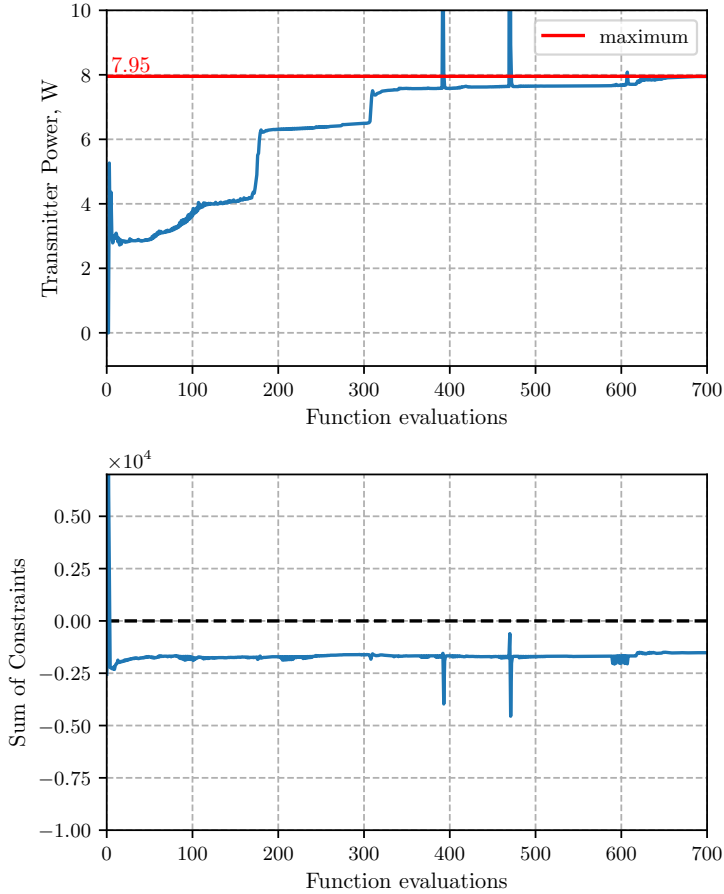 10
8
6
4
2
0
Transmitter Power, W
7.95
maximum
0 100 200 300 400 500 600 700
Function evaluations
×10⁴
0.50
0.25
0.00
−0.25
−0.50
−0.75
−1.00
Sum of Constraints
0 100 200 300 400 500 600 700
Function evaluations